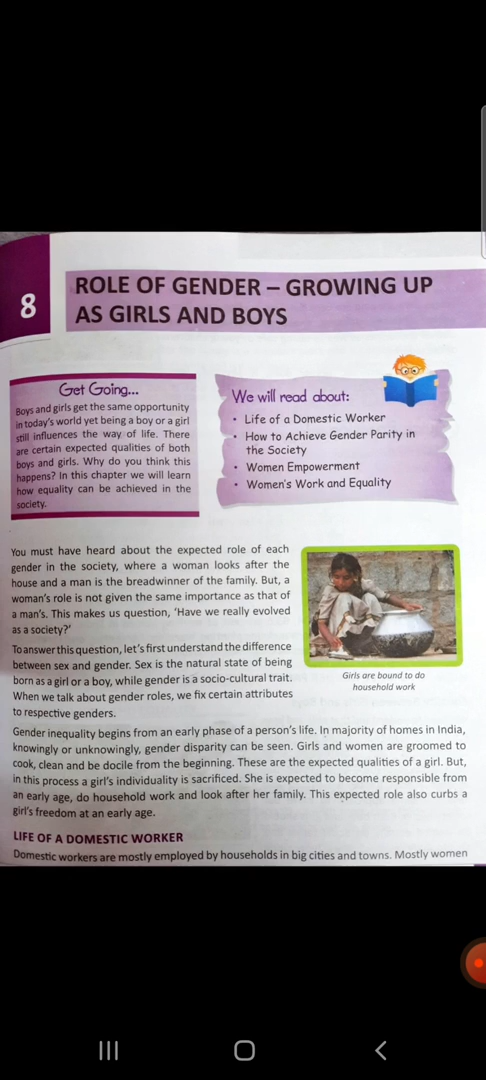 8
ROLE OF GENDER – GROWING UP
AS GIRLS AND BOYS
Get Going...
Boys and girls get the same opportunity
in today's world yet being a boy or a girl
still influences the way of life. There
are certain expected qualities of both
boys and girls. Why do you think this
happens? In this chapter we will learn
how equality can be achieved in the
society.
We will read about:
• Life of a Domestic Worker
• How to Achieve Gender Parity in
the Society
• Women Empowerment
• Women's Work and Equality
You must have heard about the expected role of each
gender in the society, where a woman looks after the
house and a man is the breadwinner of the family. But, a
woman's role is not given the same importance as that of
a man's. This makes us question, 'Have we really evolved
as a society?'
To answer this question, let's first understand the difference
between sex and gender. Sex is the natural state of being
born as a girl or a boy, while gender is a socio-cultural trait.
When we talk about gender roles, we fix certain attributes
to respective genders.
Girls are bound to do
household work
Gender inequality begins from an early phase of a person's life. In majority of homes in India,
knowingly or unknowingly, gender disparity can be seen. Girls and women are groomed to
cook, clean and be docile from the beginning. These are the expected qualities of a girl. But,
in this process a girl's individuality is sacrificed. She is expected to become responsible from
an early age, do household work and look after her family. This expected role also curbs a
girl's freedom at an early age.
LIFE OF A DOMESTIC WORKER
Domestic workers are mostly employed by households in big cities and towns. Mostly women